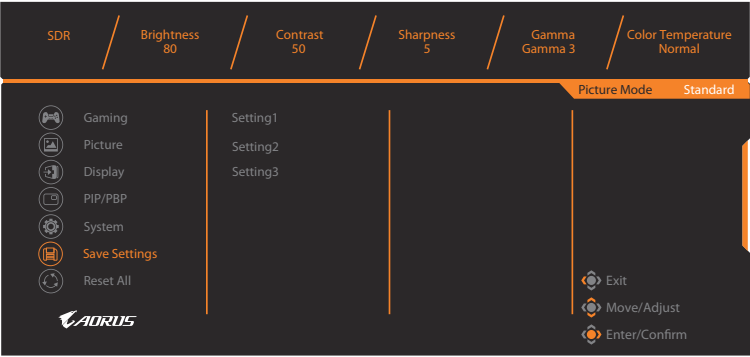 SDR
Brightness
80
Contrast
50
Sharpness
5
Gamma
Gamma 3
Color Temperature
Normal
Picture Mode Standard
Gaming
Picture
Display
PIP/PBP
System
Save Settings
Reset All
Setting1
Setting2
Setting3
Exit
Move/Adjust
Enter/Confirm
AORUS